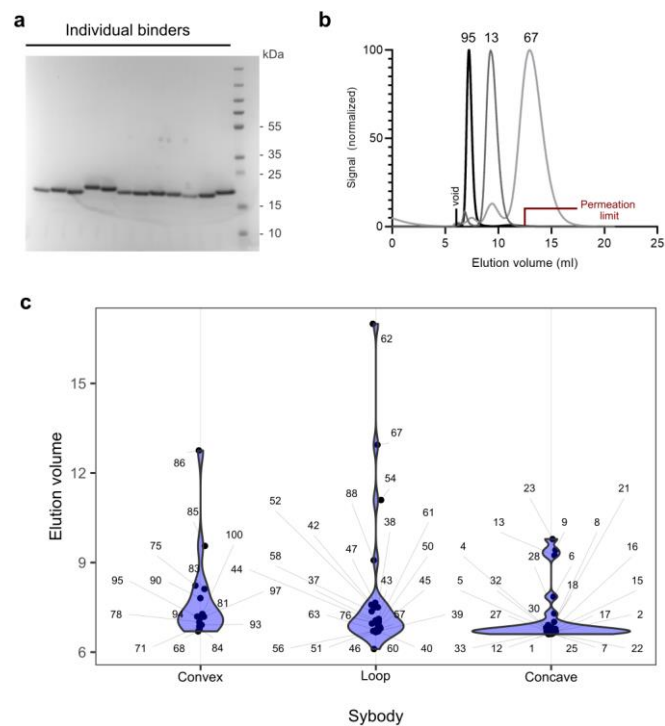 a
Individual binders
kDa
- 55
- 35
- 25
- 15
- 10
b
95 13 67
100
50
0
Signal (normalized)
void
Permeation
limit
0 5 10 15 20 25
Elution volume (ml)
c
15
12
9
6
Elution volume
62
67
54
86
23 21
52 88 61 13 9 8
85 42 38
100 50 4 28 6 16
75 58 47
83 44 37 43 45 5 32 18 15
95 90 97
81 30
78 94 63 76 57 39 27 17 2
93
71 68 84 56 51 46 60 40 33 12 1 25 7 22
Convex Loop Concave
Sybody